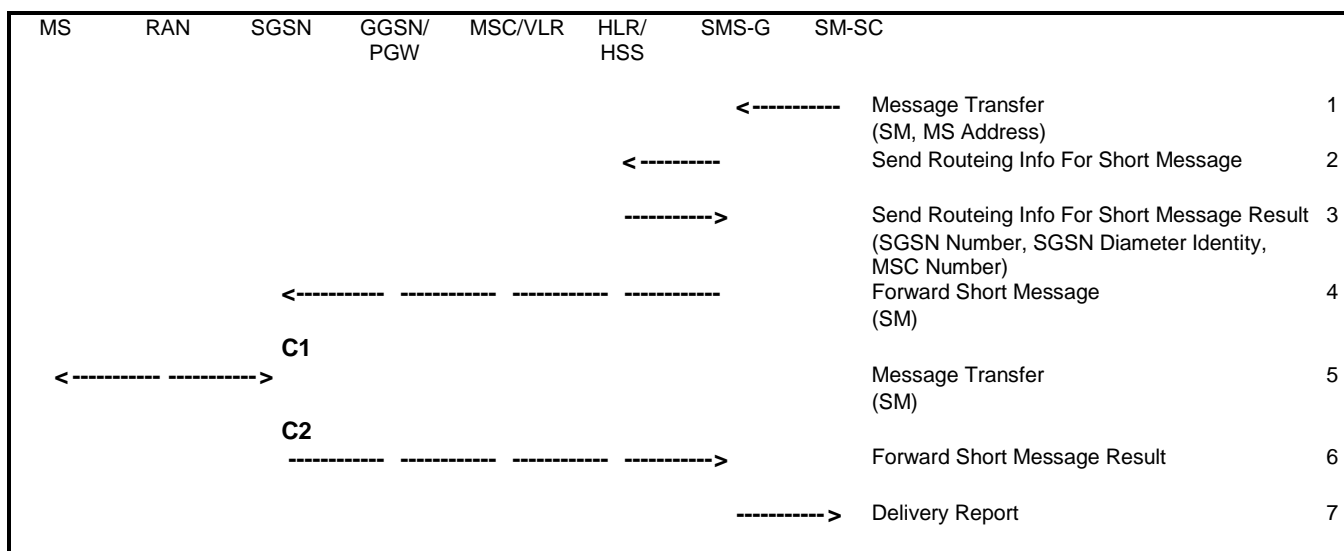 MS RAN SGSN GGSN/ MSC/VLR HLR/ SMS-G SM-SC
PGW HSS
Message Transfer 1
(SM, MS Address)
Send Routeing Info For Short Message 2
Send Routeing Info For Short Message Result 3
(SGSN Number, SGSN Diameter Identity,
MSC Number)
Forward Short Message 4
(SM)
C1
Message Transfer 5
(SM)
C2
Forward Short Message Result 6
Delivery Report 7